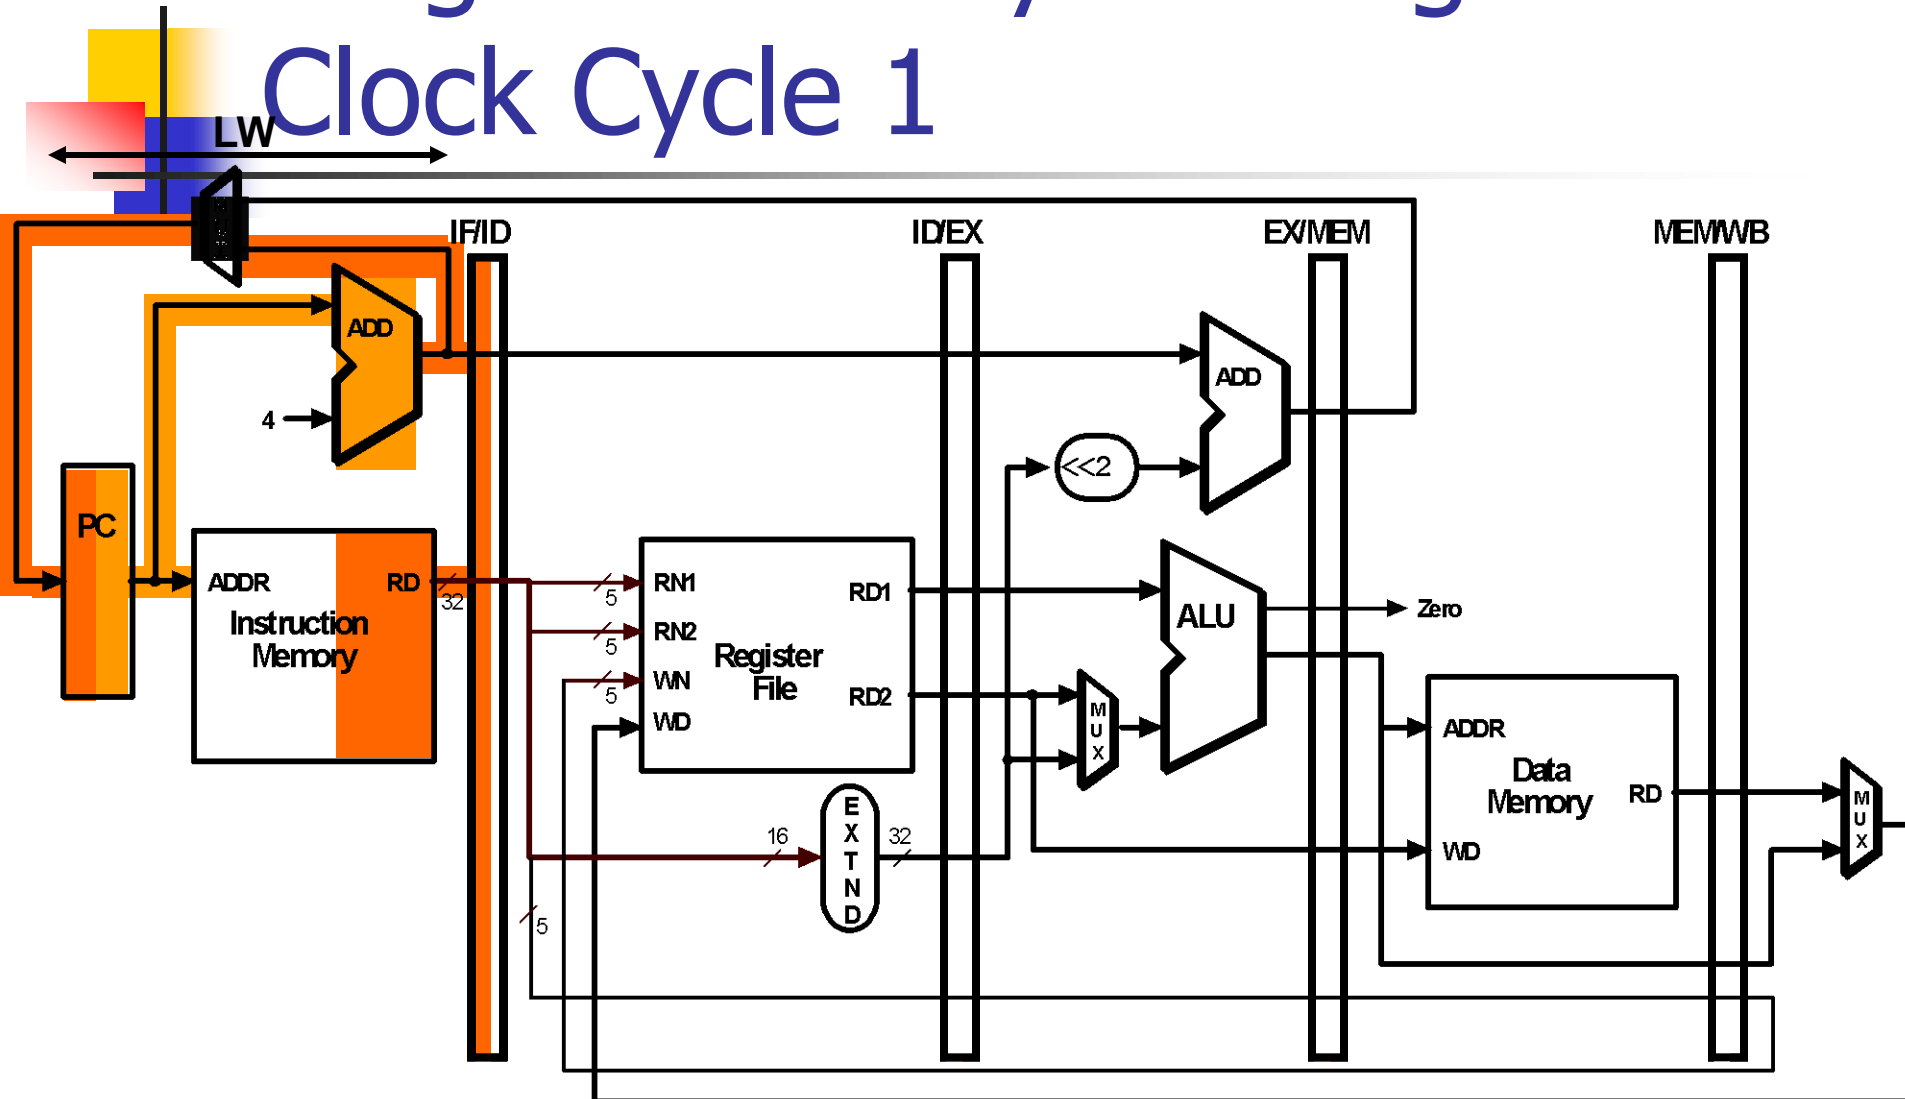 Clock Cycle 1
LW
IF/ID
ID/EX
EX/MEM
MEM/WB
ADD
4
ADD
<<2
PC
ADDR
RD
32
Instruction
Memory
5
RN1
5
RN2
5
WN
WD
RD1
RD2
Register
File
16
E
X
T
N
D
32
5
M
U
X
ALU
Zero
ADDR
RD
Data
Memory
WD
M
U
X